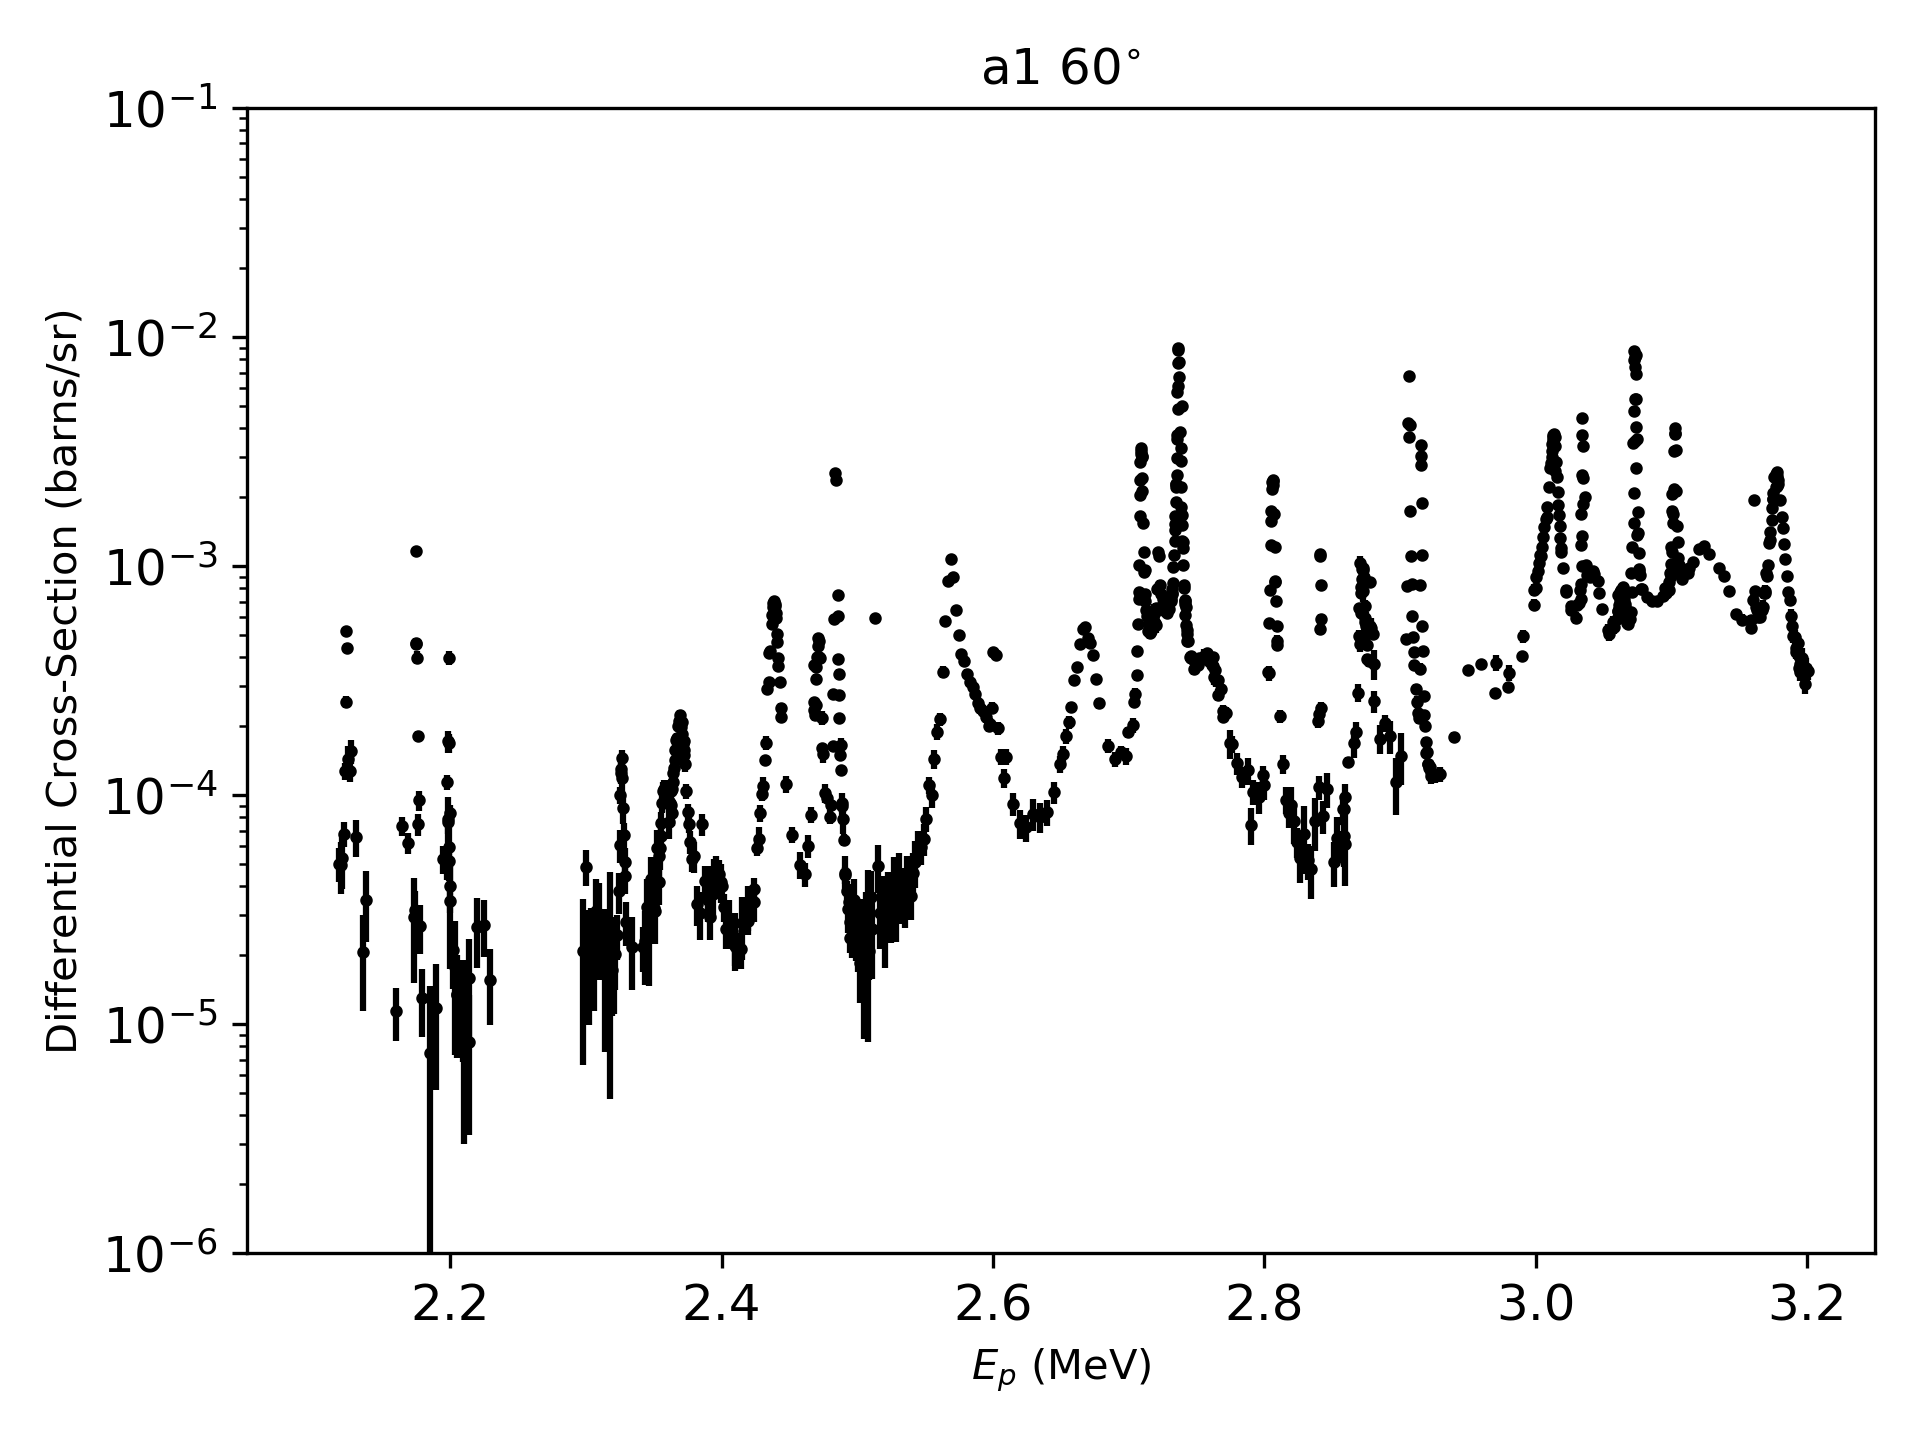 a1 60°
Differential Cross-Section (barns/sr)
10⁻¹
10⁻²
10⁻³
10⁻⁴
10⁻⁵
10⁻⁶
2.2 2.4 2.6 2.8 3.0 3.2
Eₚ (MeV)